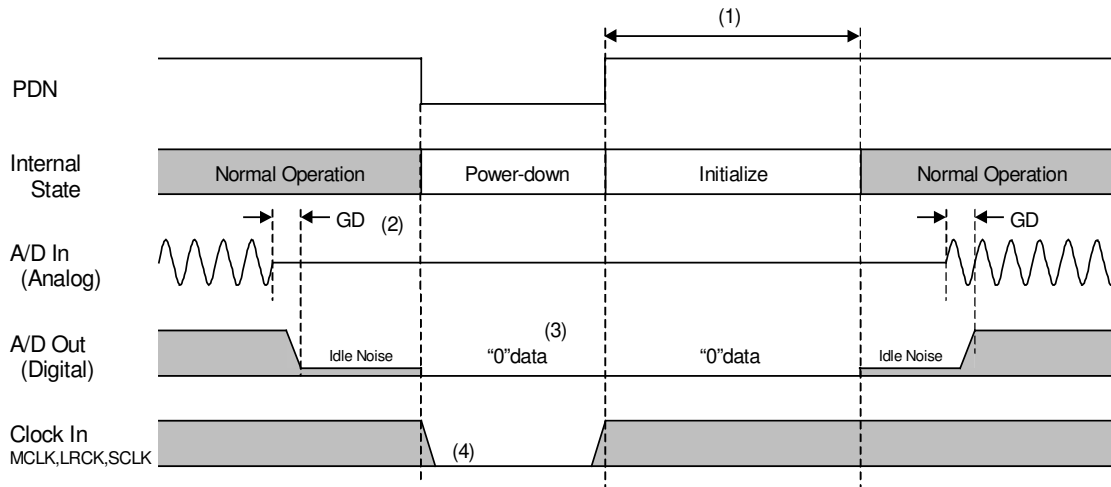 (1)
PDN
Internal
State
Normal Operation
Power-down
Initialize
Normal Operation
GD
(2)
GD
A/D In
(Analog)
A/D Out
(Digital)
Idle Noise
(3)
“0”data
“0”data
Idle Noise
Clock In
MCLK,LRCK,SCLK
(4)